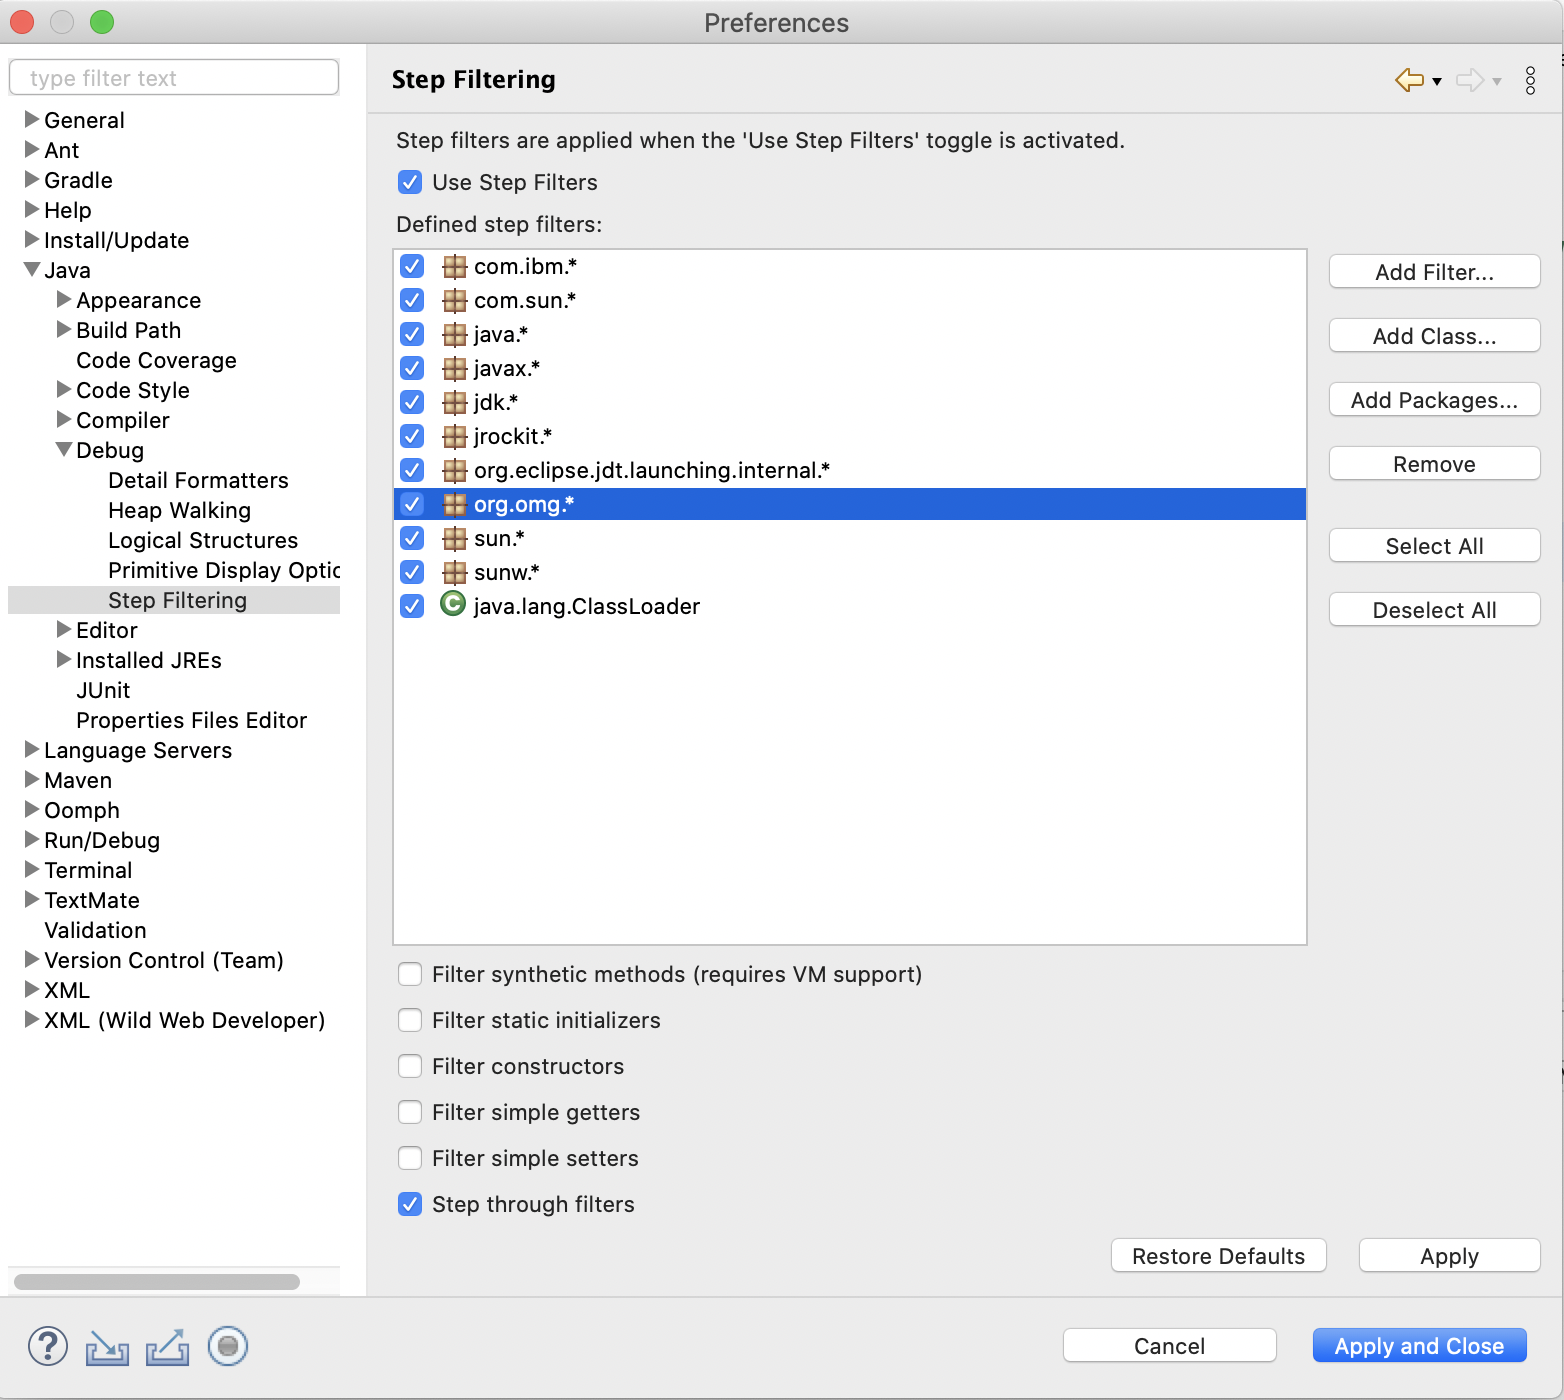 Preferences
type filter text
General
Ant
Gradle
Help
Install/Update
Java
Appearance
Build Path
Code Coverage
Code Style
Compiler
Debug
Detail Formatters
Heap Walking
Logical Structures
Primitive Display Optic
Step Filtering
Editor
Installed JREs
JUnit
Properties Files Editor
Language Servers
Maven
Oomph
Run/Debug
Terminal
TextMate
Validation
Version Control (Team)
XML
XML (Wild Web Developer)
Step Filtering
Step filters are applied when the 'Use Step Filters' toggle is activated.
Use Step Filters
Defined step filters:
com.ibm.*
com.sun.*
java.*
javax.*
jdk.*
jrockit.*
org.eclipse.jdt.launching.internal.*
org.omg.*
sun.*
sunw.*
C java.lang.ClassLoader
Add Filter...
Add Class...
Add Packages...
Remove
Select All
Deselect All
Filter synthetic methods (requires VM support)
Filter static initializers
Filter constructors
Filter simple getters
Filter simple setters
Step through filters
Restore Defaults
Apply
?
Cancel
Apply and Close